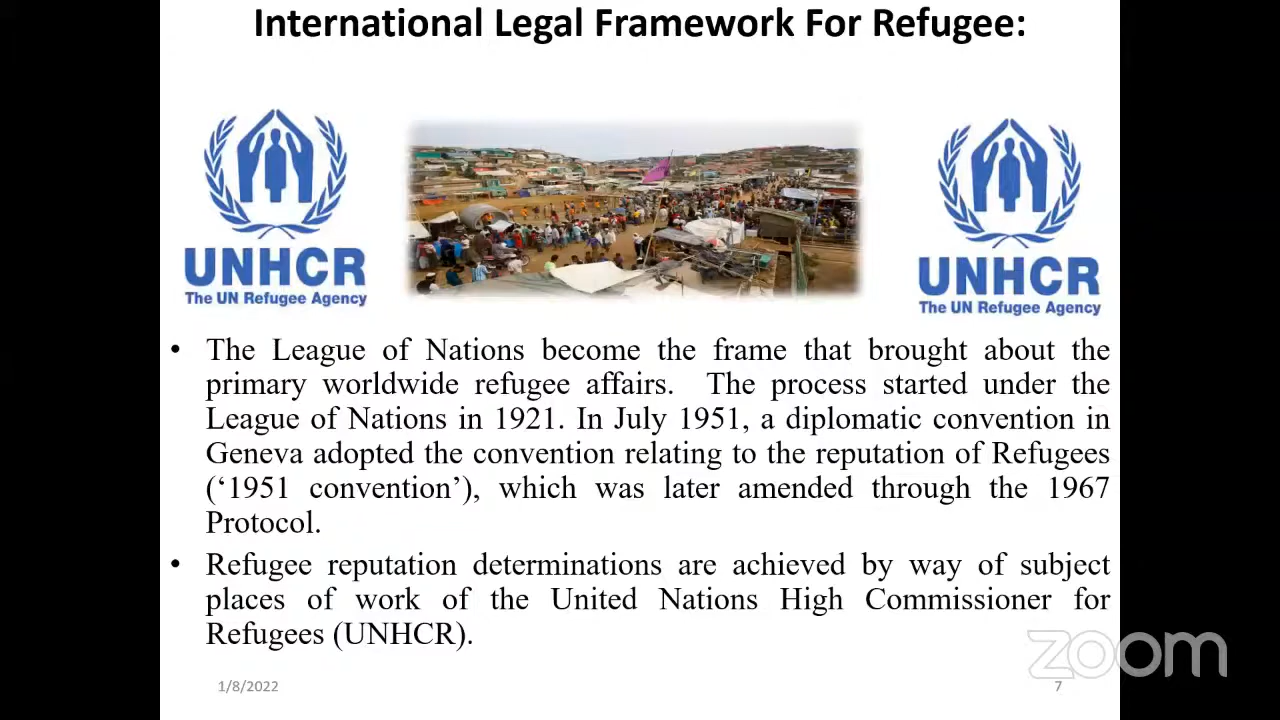 International Legal Framework For Refugee:
UNHCR
The UN Refugee Agency
UNHCR
The UN Refugee Agency
• The League of Nations become the frame that brought about the
primary worldwide refugee affairs. The process started under the
League of Nations in 1921. In July 1951, a diplomatic convention in
Geneva adopted the convention relating to the reputation of Refugees
(‘1951 convention’), which was later amended through the 1967
Protocol.
• Refugee reputation determinations are achieved by way of subject
places of work of the United Nations High Commissioner for
Refugees (UNHCR).
zoom
1/8/2022
7